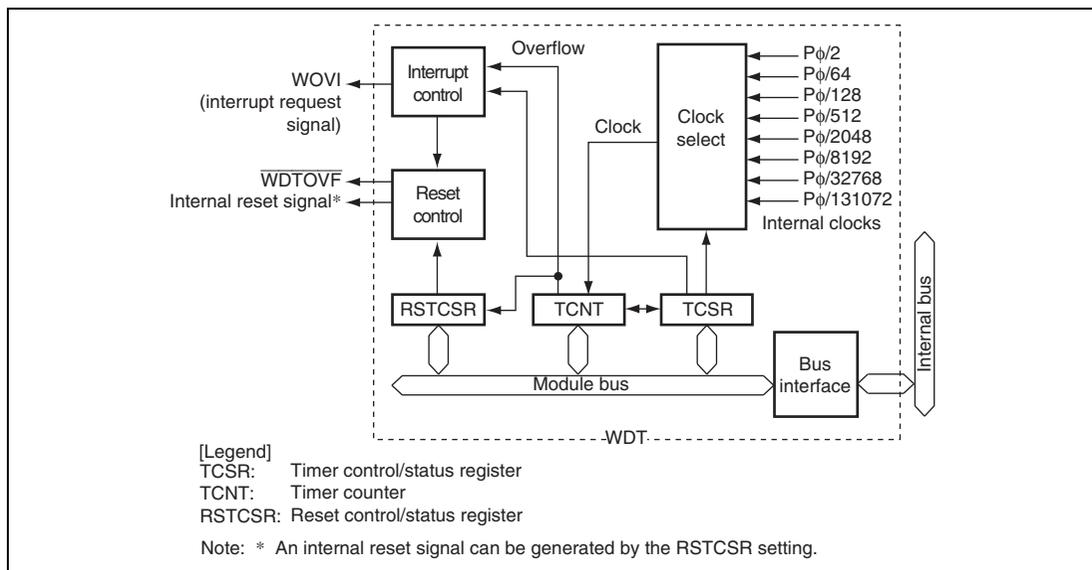 Overflow
Interrupt
control
WOVI
(interrupt request
signal)
Clock
Clock
select
Pϕ/2
Pϕ/64
Pϕ/128
Pϕ/512
Pϕ/2048
Pϕ/8192
Pϕ/32768
Pϕ/131072
Internal clocks
WDTOVF
Internal reset signal*
Reset
control
RSTCSR
TCNT
TCSR
Module bus
Bus
interface
Internal bus
WDT
[Legend]
TCSR: Timer control/status register
TCNT: Timer counter
RSTCSR: Reset control/status register
Note: * An internal reset signal can be generated by the RSTCSR setting.